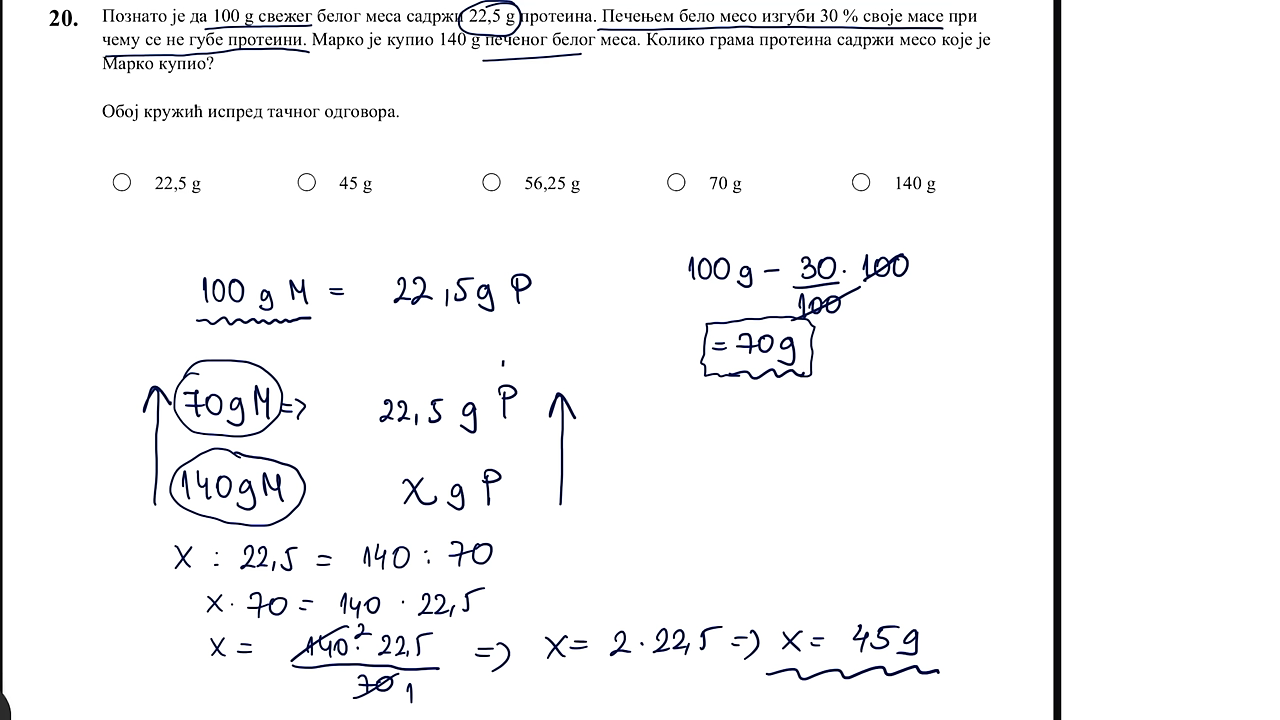 20. Познато је да 100 g свежег белог меса садржи 22,5 g протеина. Печењем бело месо изгуби 30 % своје масе при
чему се не губе протеини. Марко је купио 140 g печеног белог меса. Колико грама протеина садржи месо које је
Марко купио?
Обој кружић испред тачног одговора.
22,5 g 45 g 56,25 g 70 g 140 g
100 g M = 22,5 g P
100 g - 30/100 · 100
= 70 g
70 g M => 22,5 g P
140 g M x g P
x : 22,5 = 140 : 70
x · 70 = 140 · 22,5
x = 140 2 · 22,5 / 70 1 => x = 2 · 22,5 => x = 45 g